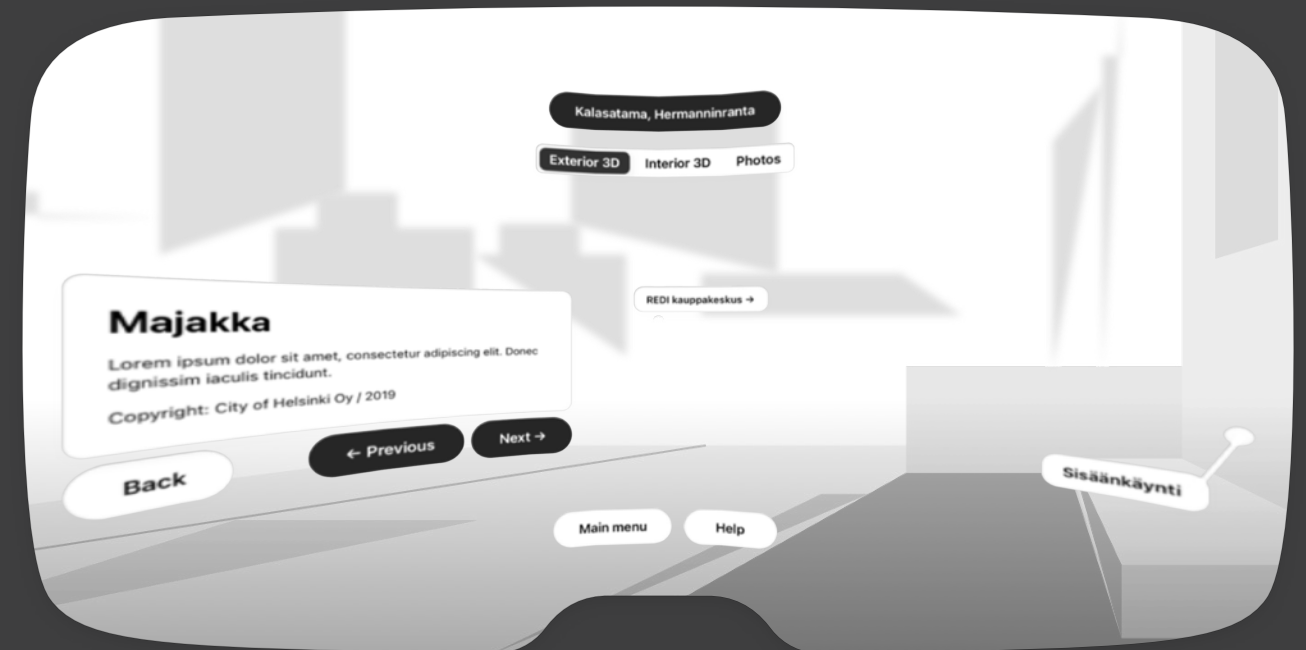 Kalasatama, Hermanninranta
Exterior 3D Interior 3D Photos
REDI kauppakeskus →
Majakka
Lorem ipsum dolor sit amet, consectetur adipiscing elit. Donec
dignissim iaculis tincidunt.
Copyright: City of Helsinki Oy / 2019
← Previous Next →
Back
Sisäänkäynti
Main menu Help